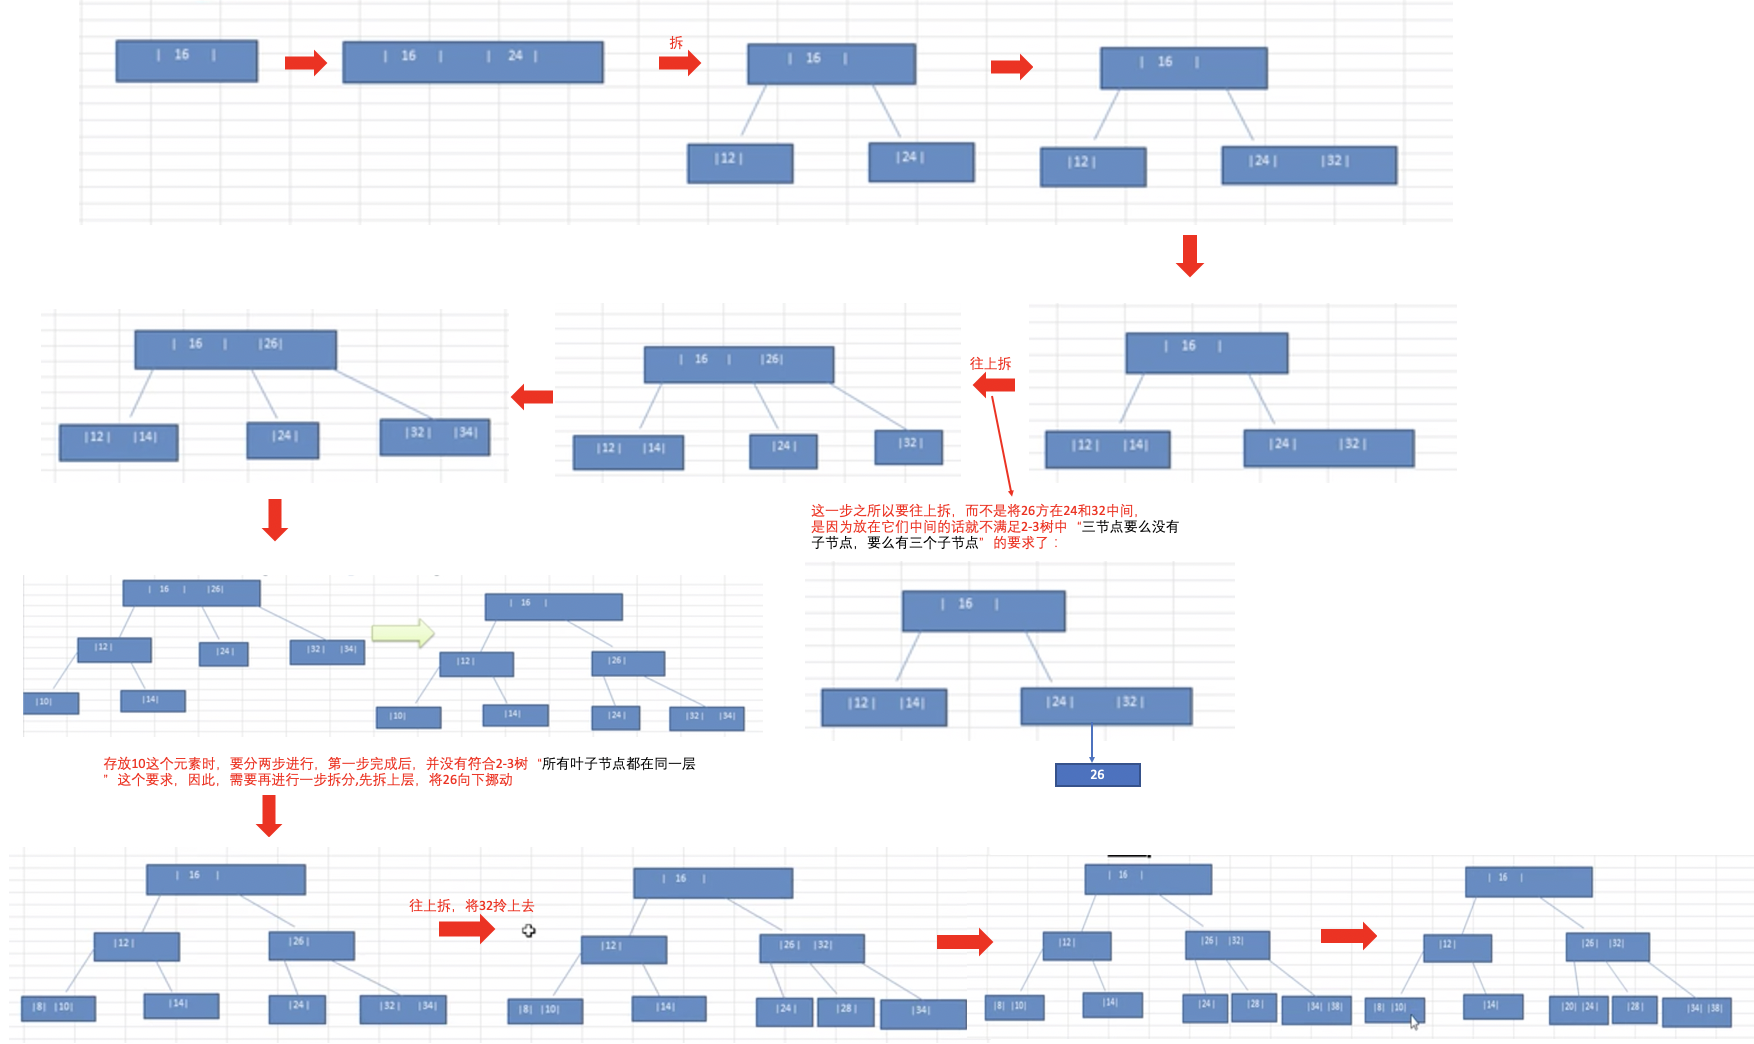 | 16 |
| 16 | | 24 |
拆
| 16 |
|12|
|24|
| 16 |
|12|
|24| |32|
| 16 |
|12| |14|
|24| |32|
往上拆
| 16 | |26|
|12| |14|
|24|
|32|
| 16 | |26|
|12| |14|
|24|
|32| |34|
这一步之所以要往上拆，而不是将26方在24和32中间，
是因为放在它们中间的话就不满足2-3树中 “三节点要么没有
子节点，要么有三个子节点” 的要求了：
| 16 |
|12| |14|
|24| |32|
26
| 16 | |26|
|12|
|24|
|32| |34|
|10|
|14|
| 16 |
|12|
|26|
|10|
|14|
|24|
|32| |34|
存放10这个元素时，要分两步进行，第一步完成后，并没有符合2-3树 “所有叶子节点都在同一层
” 这个要求，因此，需要再进行一步拆分,先拆上层，将26向下挪动
| 16 |
|12|
|26|
|8| |10|
|14|
|24|
|32| |34|
往上拆，将32拎上去
| 16 |
|12|
|26| |32|
|8| |10|
|14|
|24|
|28|
|34|
| 16 |
|12|
|26| |32|
|8| |10|
|14|
|24|
|28|
|34| |38|
| 16 |
|12|
|26| |32|
|8| |10|
|14|
|20| |24|
|28|
|34| |38|